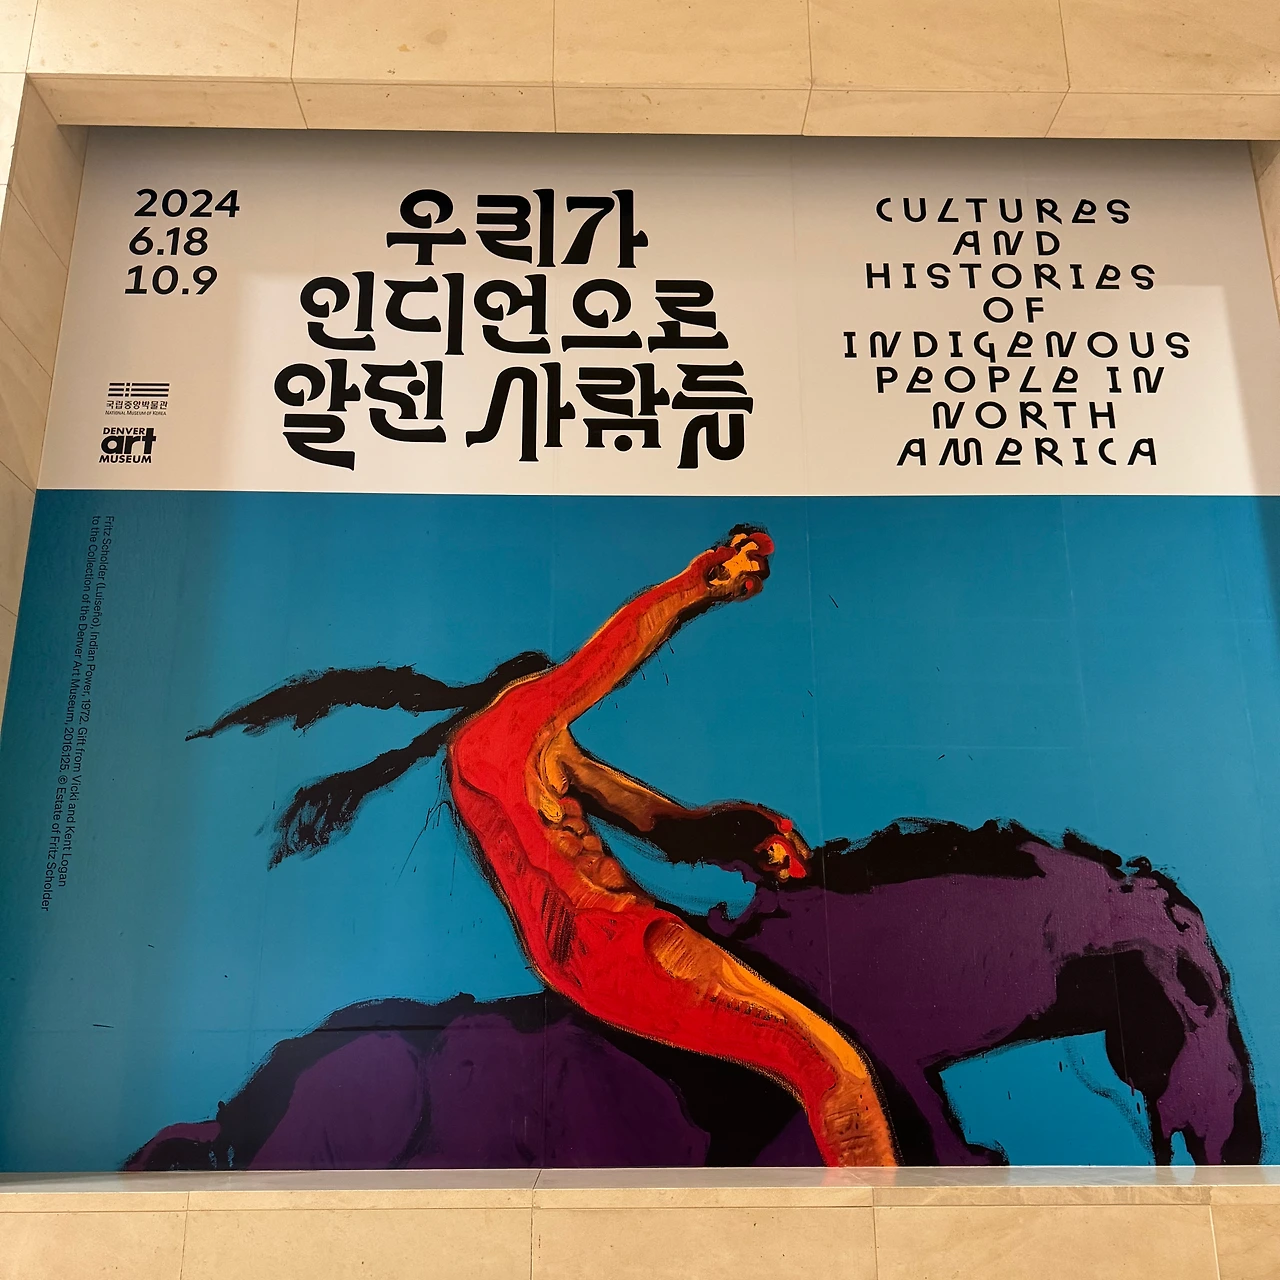 2024
6.18
10.9
국립중앙박물관
NATIONAL MUSEUM OF KOREA
DENVER
art
MUSEUM
우리가
인디언으로
알던 사람들
CULTURES
AND
HISTORIES
OF
INDIGENOUS
PEOPLE IN
NORTH
AMERICA
Fritz Scholder (Luiseño), Indian Power, 1972. Gift from Vicki and Kent Logan
to the Collection of the Denver Art Museum, 2016.125. © Estate of Fritz Scholder